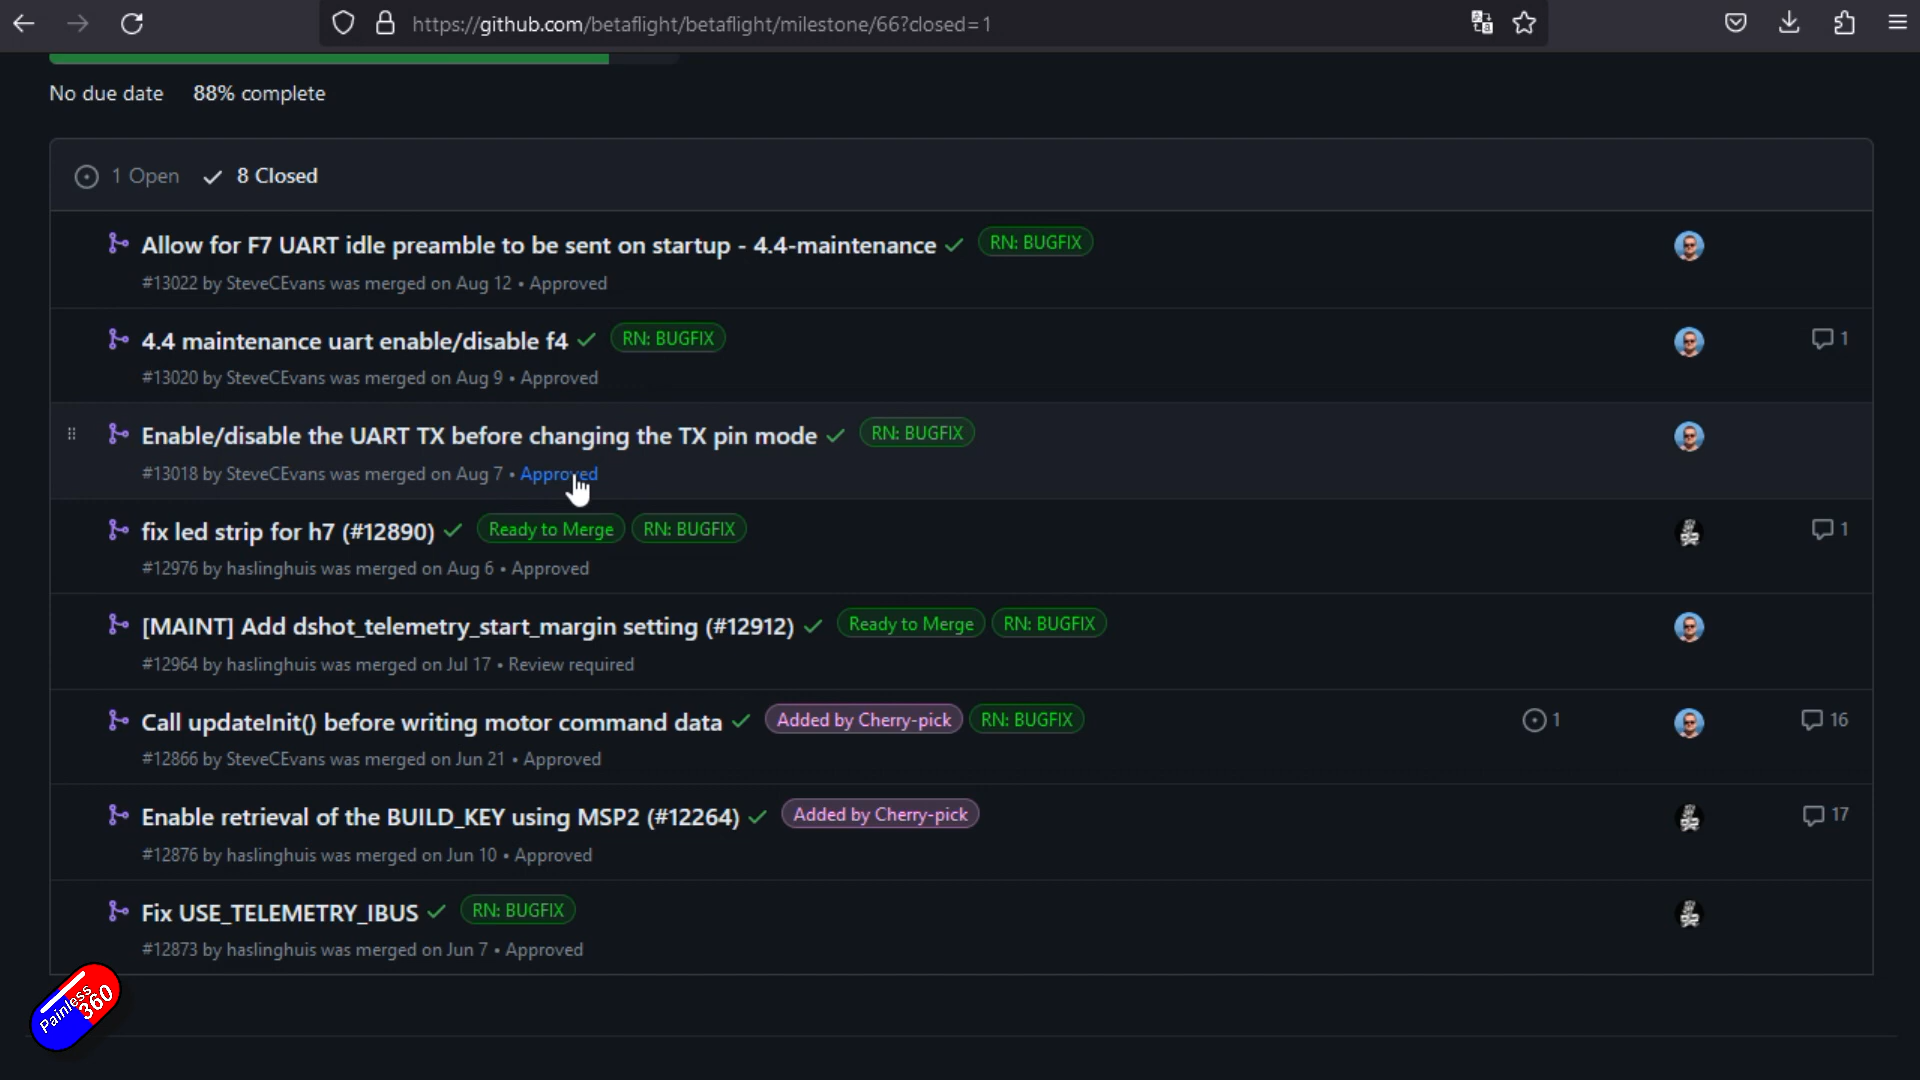 https://github.com/betaflight/betaflight/milestone/66?closed=1
No due date 88% complete
1 Open 8 Closed
Allow for F7 UART idle preamble to be sent on startup - 4.4-maintenance RN: BUGFIX
#13022 by SteveCEvans was merged on Aug 12 • Approved
4.4 maintenance uart enable/disable f4 RN: BUGFIX 1
#13020 by SteveCEvans was merged on Aug 9 • Approved
Enable/disable the UART TX before changing the TX pin mode RN: BUGFIX
#13018 by SteveCEvans was merged on Aug 7 • Approved
fix led strip for h7 (#12890) Ready to Merge RN: BUGFIX 1
#12976 by haslinghuis was merged on Aug 6 • Approved
[MAINT] Add dshot_telemetry_start_margin setting (#12912) Ready to Merge RN: BUGFIX
#12964 by haslinghuis was merged on Jul 17 • Review required
Call updateInit() before writing motor command data Added by Cherry-pick RN: BUGFIX 1 16
#12866 by SteveCEvans was merged on Jun 21 • Approved
Enable retrieval of the BUILD_KEY using MSP2 (#12264) Added by Cherry-pick 17
#12876 by haslinghuis was merged on Jun 10 • Approved
Fix USE_TELEMETRY_IBUS RN: BUGFIX
#12873 by haslinghuis was merged on Jun 7 • Approved
Painless
360